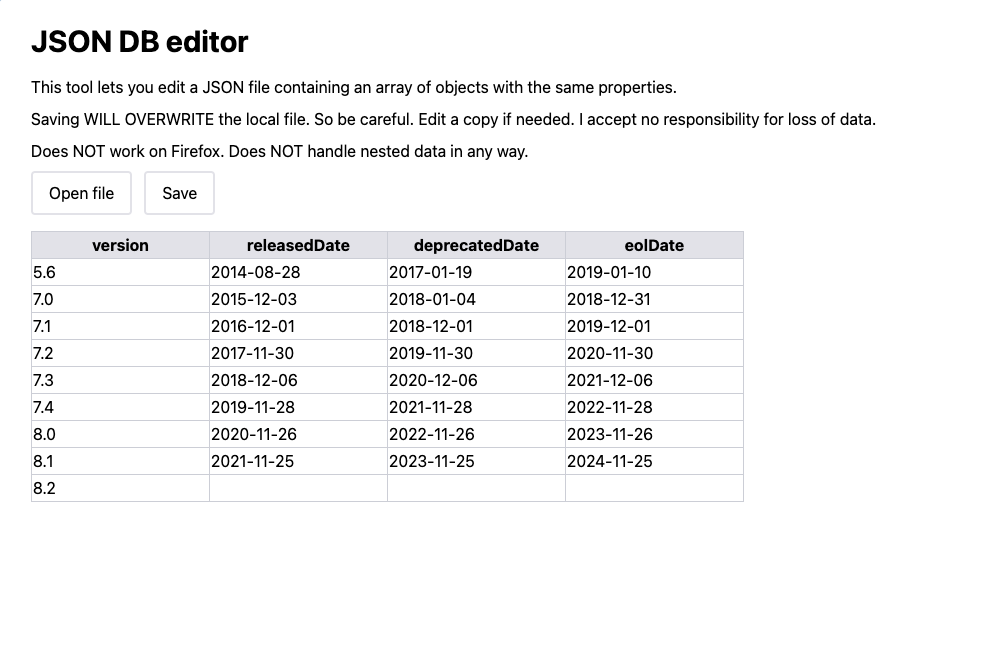 JSON DB editor
This tool lets you edit a JSON file containing an array of objects with the same properties.
Saving WILL OVERWRITE the local file. So be careful. Edit a copy if needed. I accept no responsibility for loss of data.
Does NOT work on Firefox. Does NOT handle nested data in any way.
Open file Save
version releasedDate deprecatedDate eolDate
5.6 2014-08-28 2017-01-19 2019-01-10
7.0 2015-12-03 2018-01-04 2018-12-31
7.1 2016-12-01 2018-12-01 2019-12-01
7.2 2017-11-30 2019-11-30 2020-11-30
7.3 2018-12-06 2020-12-06 2021-12-06
7.4 2019-11-28 2021-11-28 2022-11-28
8.0 2020-11-26 2022-11-26 2023-11-26
8.1 2021-11-25 2023-11-25 2024-11-25
8.2